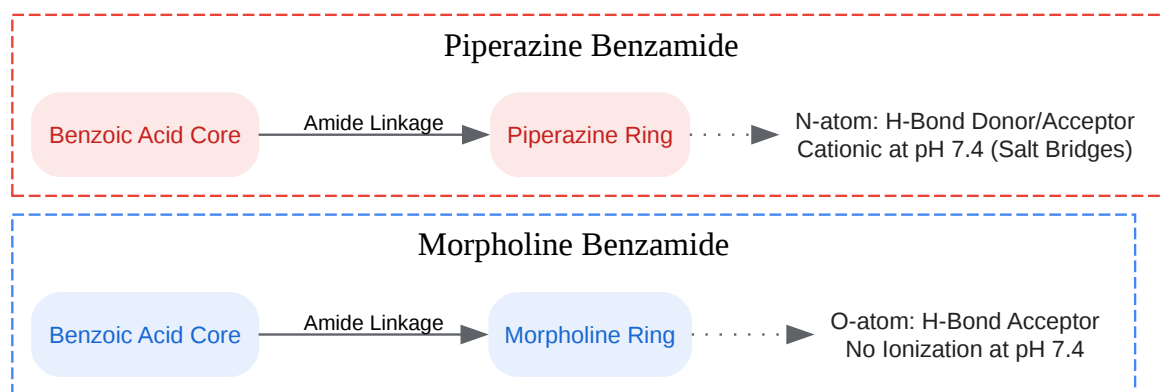 Piperazine Benzamide
Benzoic Acid Core
Amide Linkage
Piperazine Ring
N-atom: H-Bond Donor/Acceptor
Cationic at pH 7.4 (Salt Bridges)
Morpholine Benzamide
Benzoic Acid Core
Amide Linkage
Morpholine Ring
O-atom: H-Bond Acceptor
No Ionization at pH 7.4